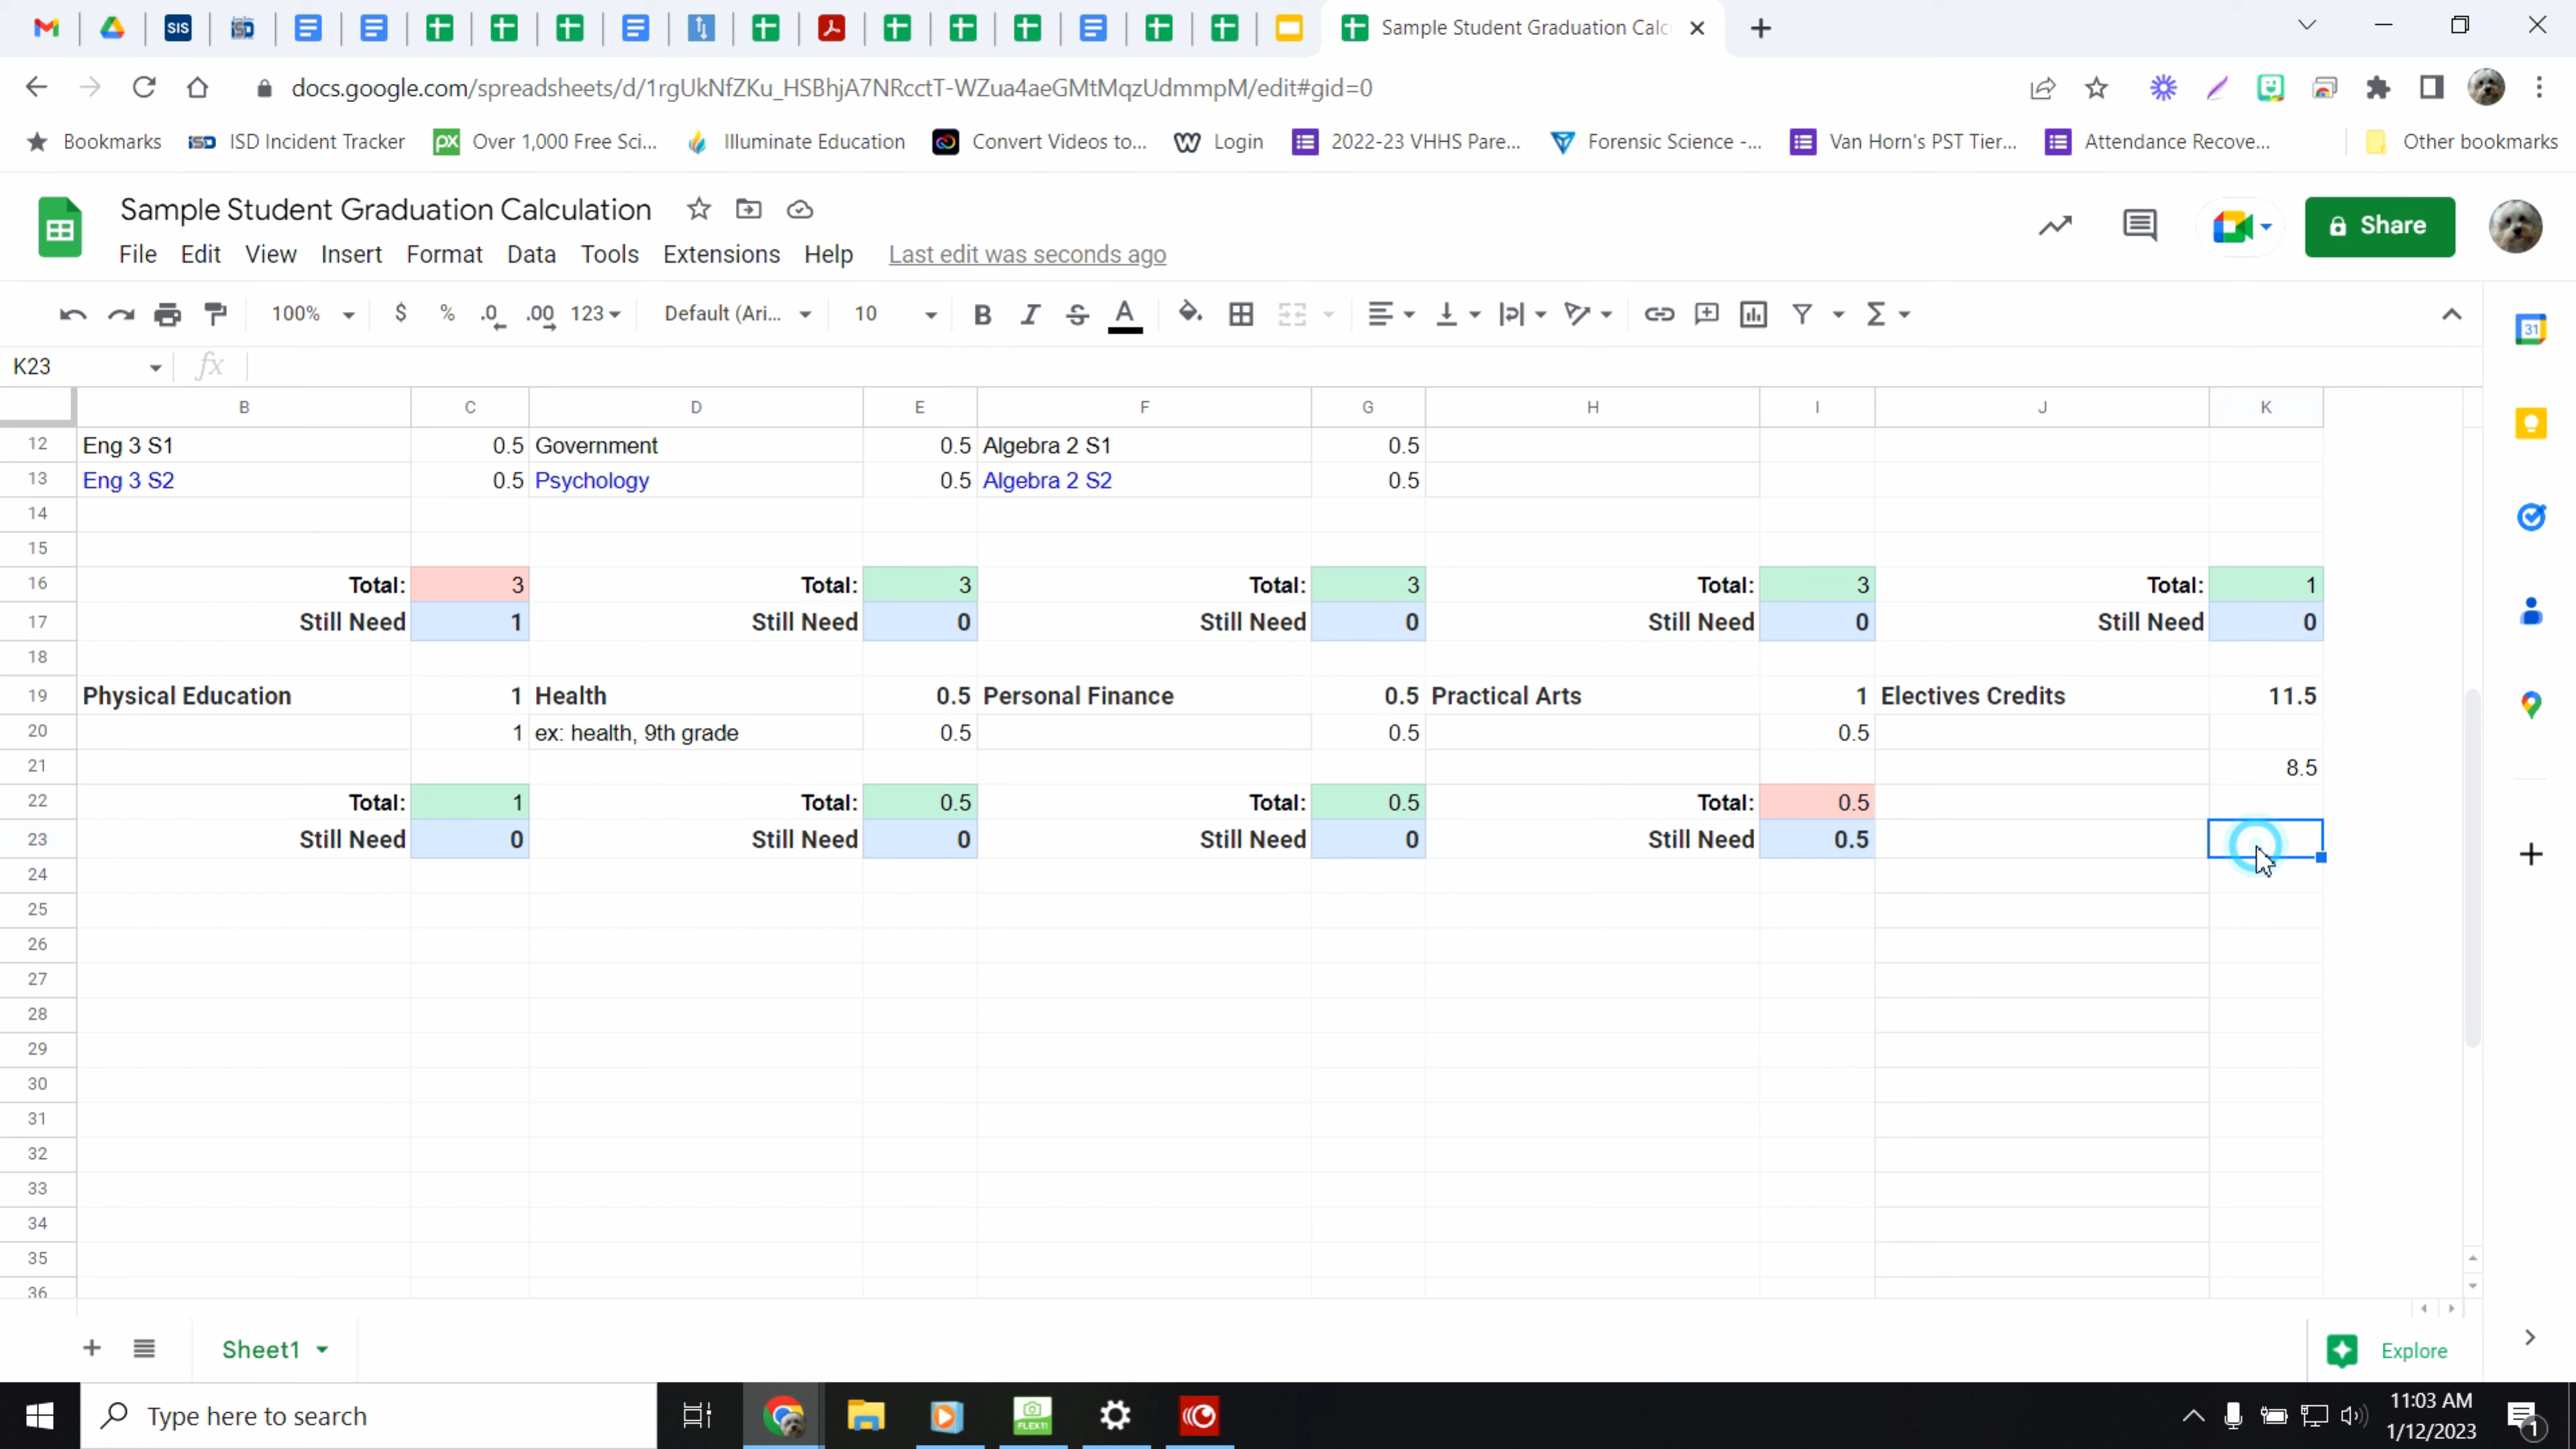 SIS
Sample Student Graduation Calc
docs.google.com/spreadsheets/d/1rgUkNfZKu_HSBhjA7NRcctT-WZua4aeGMtMqzUdmmpM/edit#gid=0
Bookmarks ISD Incident Tracker px Over 1,000 Free Sci... Illuminate Education Convert Videos to... Login 2022-23 VHHS Pare... Forensic Science -... Van Horn's PST Tier... Attendance Recove... Other bookmarks
Sample Student Graduation Calculation
Share
File Edit View Insert Format Data Tools Extensions Help Last edit was seconds ago
100% $ % .0 .00 123 Default (Ari... 10 B I S A Σ
31
K23 fx
B C D E F G H I J K
12 Eng 3 S1 0.5 Government 0.5 Algebra 2 S1 0.5
13 Eng 3 S2 0.5 Psychology 0.5 Algebra 2 S2 0.5
14
15
16 Total: 3 Total: 3 Total: 3 Total: 3 Total: 1
17 Still Need 1 Still Need 0 Still Need 0 Still Need 0 Still Need 0
18
19 Physical Education 1 Health 0.5 Personal Finance 0.5 Practical Arts 1 Electives Credits 11.5
20 1 ex: health, 9th grade 0.5 0.5 0.5
21 8.5
22 Total: 1 Total: 0.5 Total: 0.5 Total: 0.5
23 Still Need 0 Still Need 0 Still Need 0 Still Need 0.5
24
25
26
27
28
29
30
31
32
33
34
35
36
Sheet1
Explore
Type here to search
FLEX11
11:03 AM
1/12/2023
1